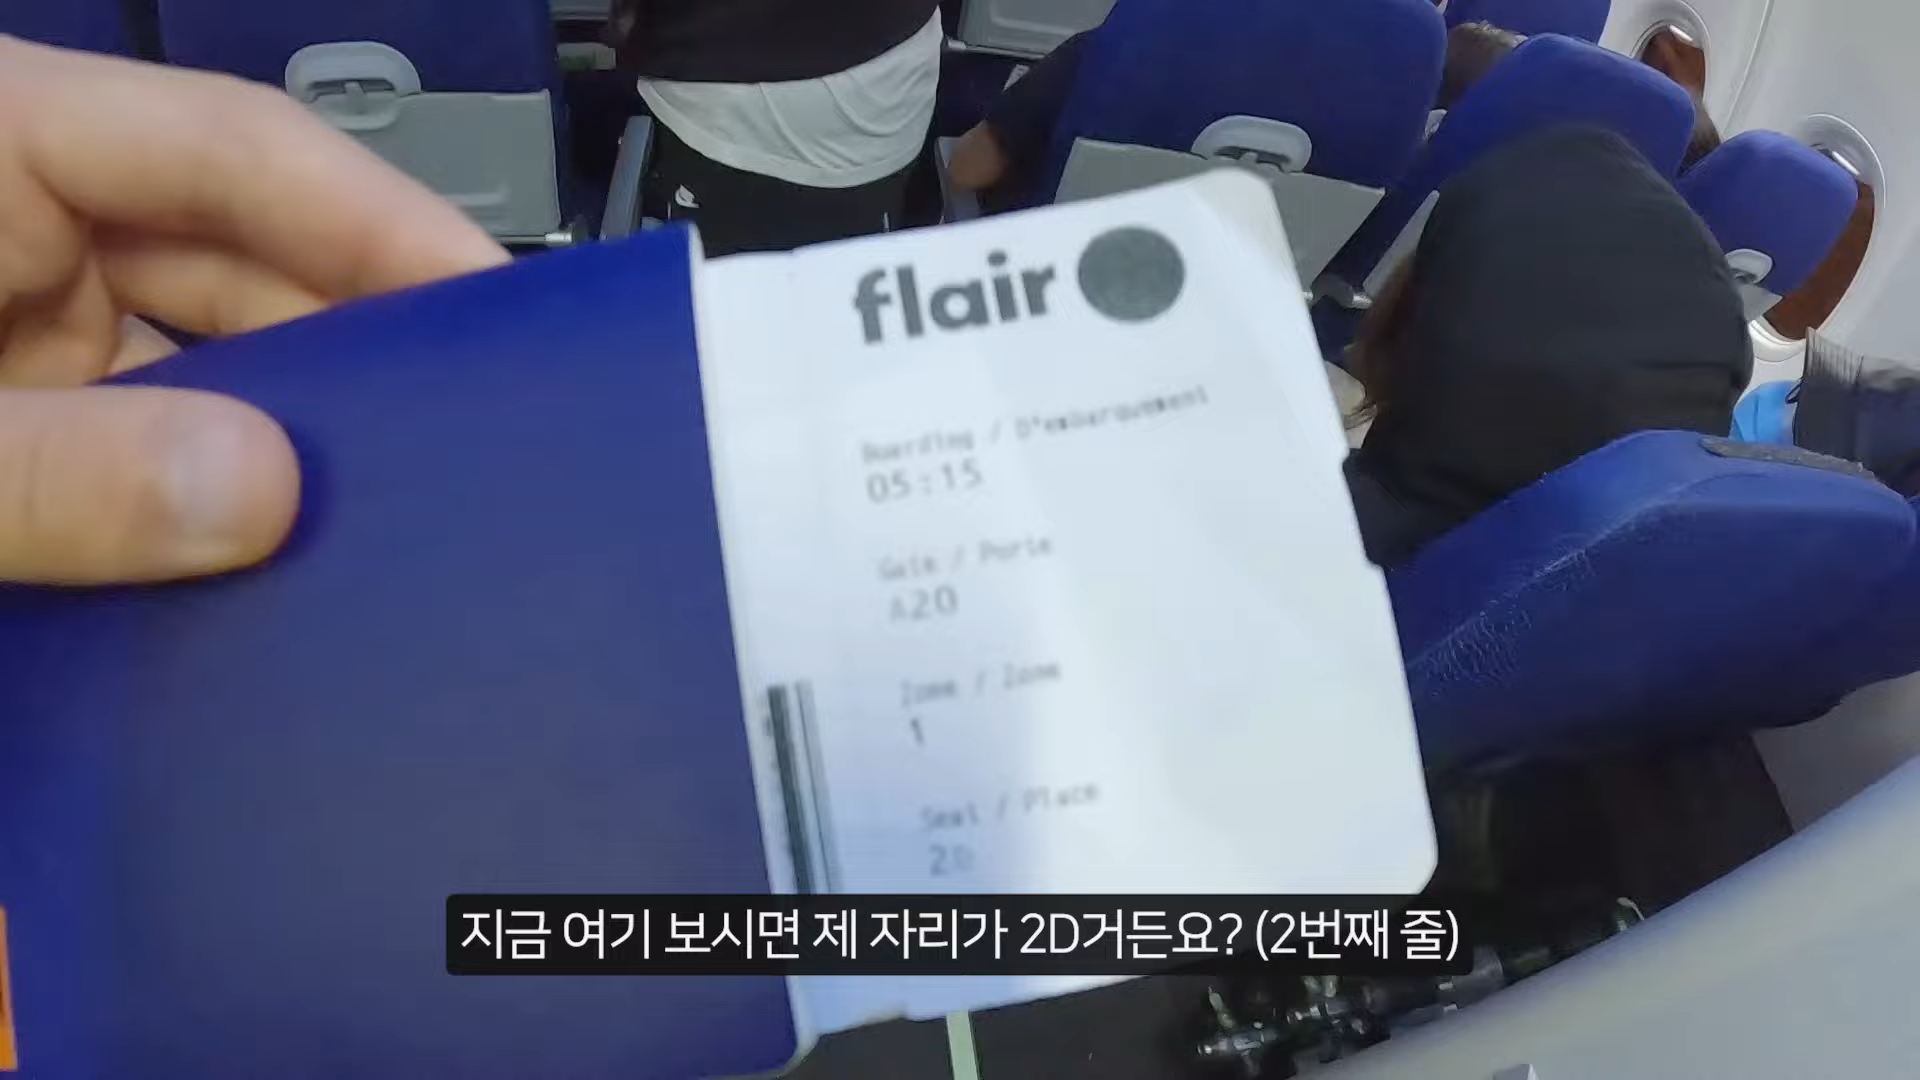 flair
Boarding / D'embarquement
05:15
Gate / Porte
A20
Zone / Zone
1
Seat / Place
2D
지금 여기 보시면 제 자리가 2D거든요? (2번째 줄)